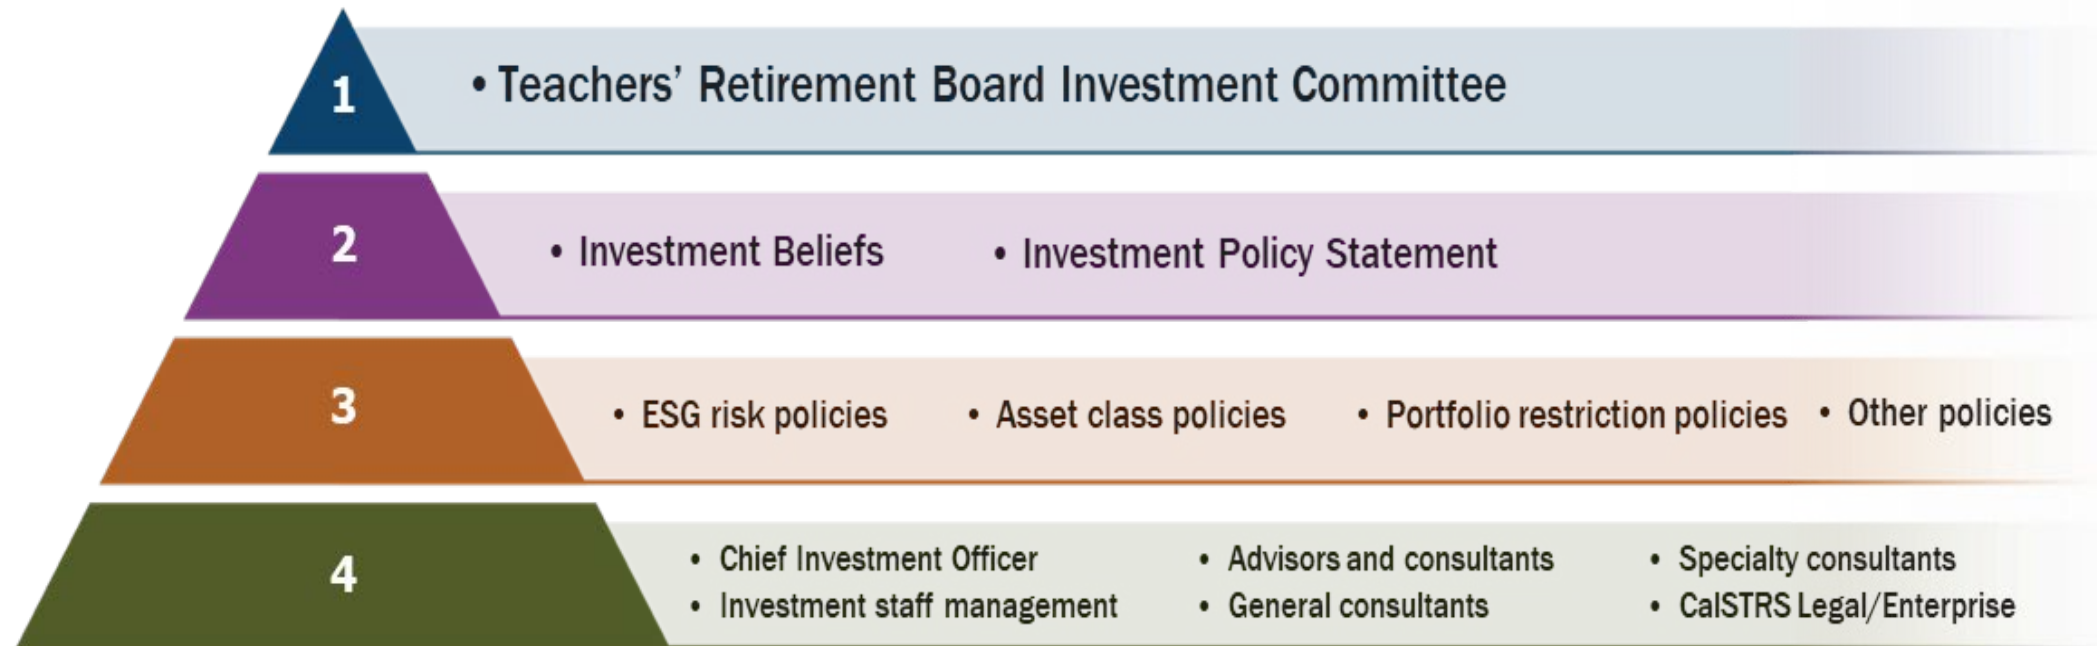 1
• Teachers’ Retirement Board Investment Committee
2
• Investment Beliefs • Investment Policy Statement
3
• ESG risk policies • Asset class policies • Portfolio restriction policies • Other policies
4
• Chief Investment Officer • Advisors and consultants • Specialty consultants
• Investment staff management • General consultants • CalSTRS Legal/Enterprise